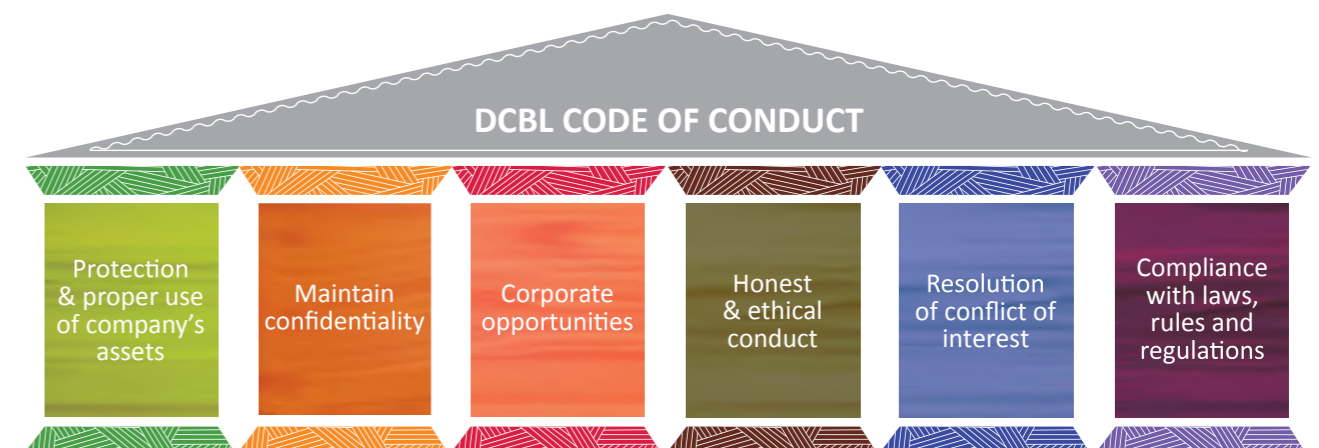 DCBL CODE OF CONDUCT
Protection
& proper use
of company's
assets
Maintain
confidentiality
Corporate
opportunities
Honest
& ethical
conduct
Resolution
of conflict of
interest
Compliance
with laws,
rules and
regulations